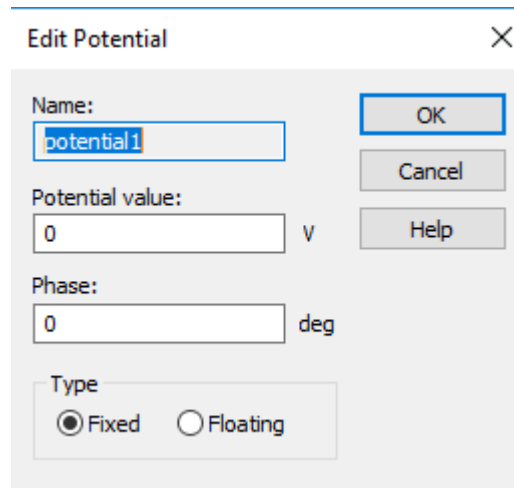 Edit Potential
Name:
potential1
OK
Cancel
Potential value:
0 V
Help
Phase:
0 deg
Type
Fixed Floating